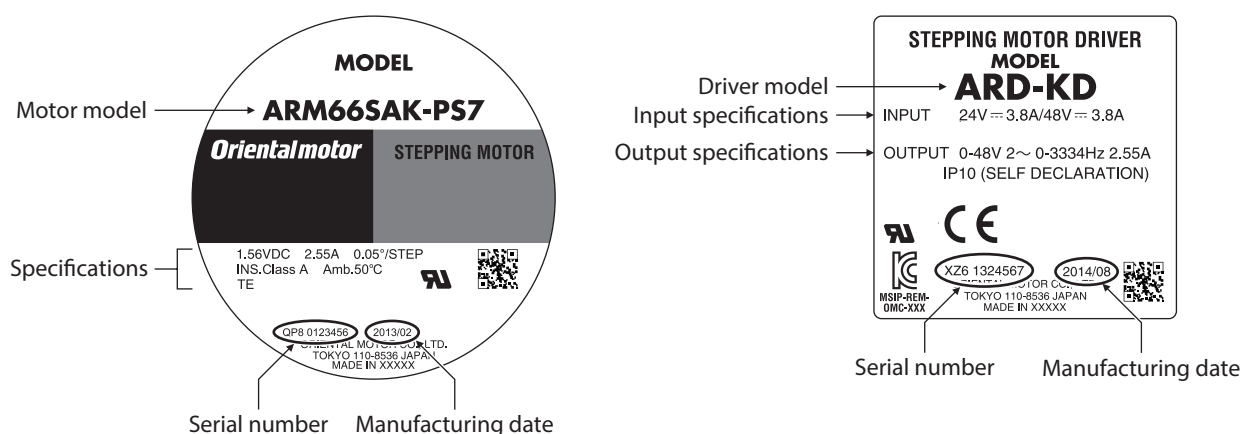 MODEL
Motor model
ARM66SAK-PS7
Orientalmotor
STEPPING MOTOR
Specifications
1.56VDC 2.55A 0.05°/STEP
INS.Class A Amb.50°C
TE
QP8 0123456
2013/02
TOKYO 110-8536 JAPAN
MADE IN XXXXX
Serial number
Manufacturing date
STEPPING MOTOR DRIVER
MODEL
Driver model
ARD-KD
Input specifications
INPUT 24V⎓3.8A/48V⎓3.8A
Output specifications
OUTPUT 0-48V 2～ 0-3334Hz 2.55A
IP10 (SELF DECLARATION)
CE
MSIP-REM-
OMC-XXX
XZ6 1324567
2014/08
TOKYO 110-8536 JAPAN
MADE IN XXXXX
Serial number
Manufacturing date